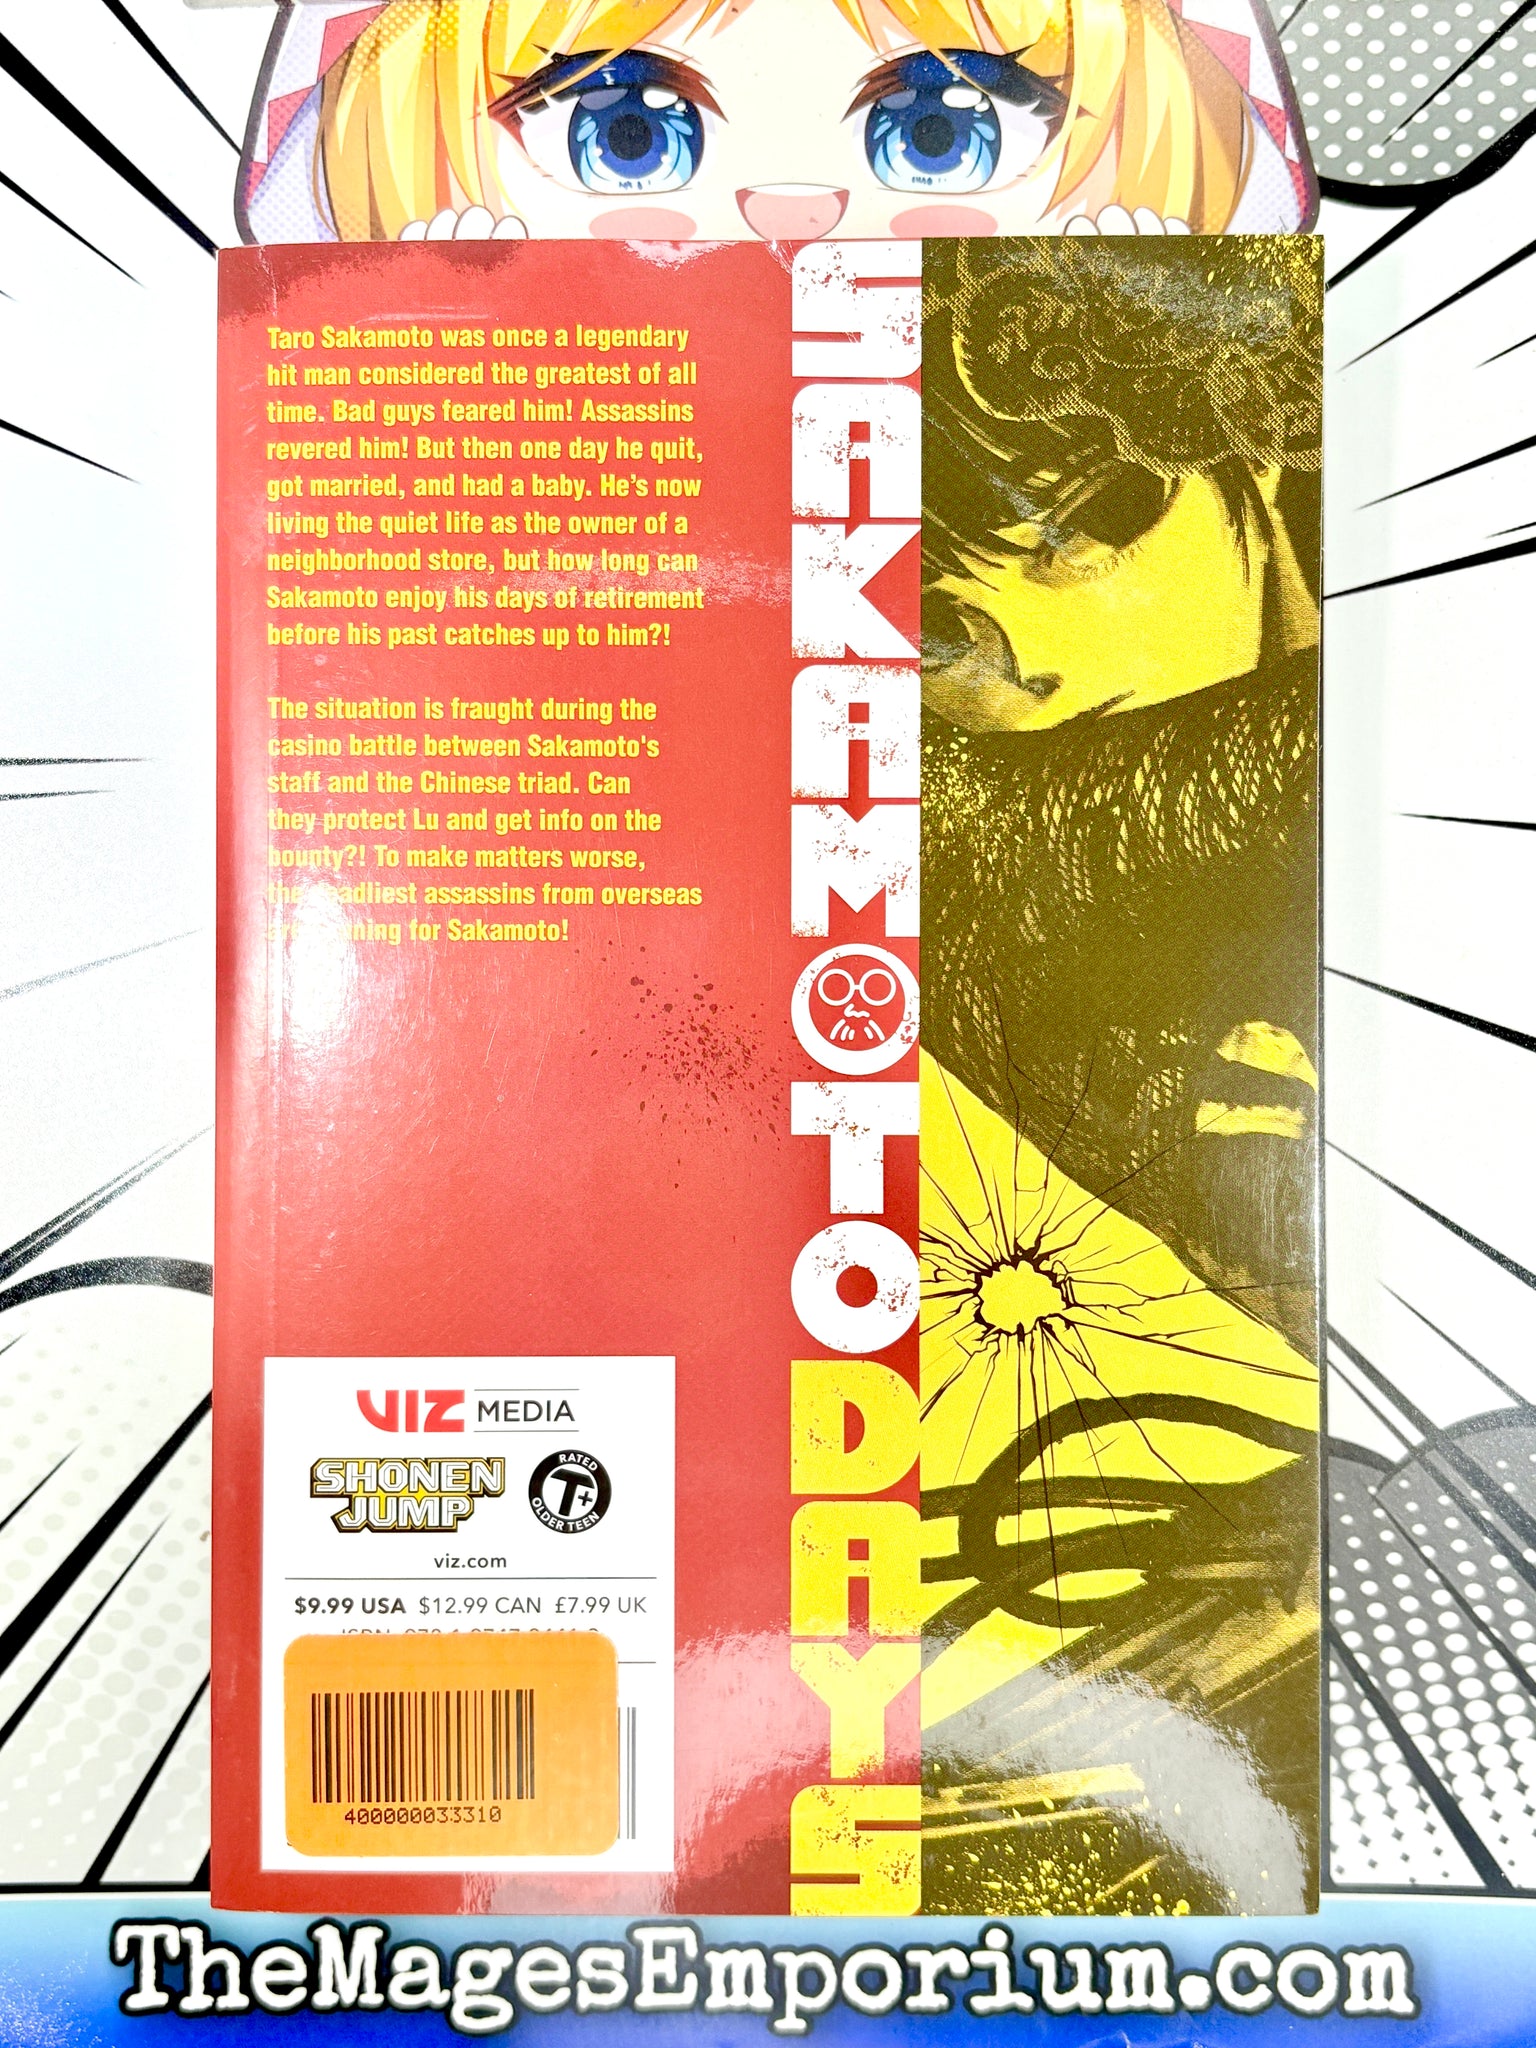 Taro Sakamoto was once a legendary
hit man considered the greatest of all
time. Bad guys feared him! Assassins
revered him! But then one day he quit,
got married, and had a baby. He's now
living the quiet life as the owner of a
neighborhood store, but how long can
Sakamoto enjoy his days of retirement
before his past catches up to him?!
The situation is fraught during the
casino battle between Sakamoto's
staff and the Chinese triad. Can
they protect Lu and get info on the
bounty?! To make matters worse,
the deadliest assassins from overseas
for Sakamoto!
SAKAMOTO DAYS
VIZ MEDIA
SHONEN
JUMP
RATED
T+
OLDER TEEN
viz.com
$9.99 USA $12.99 CAN £7.99 UK
400000033310
TheMagesEmporium.com